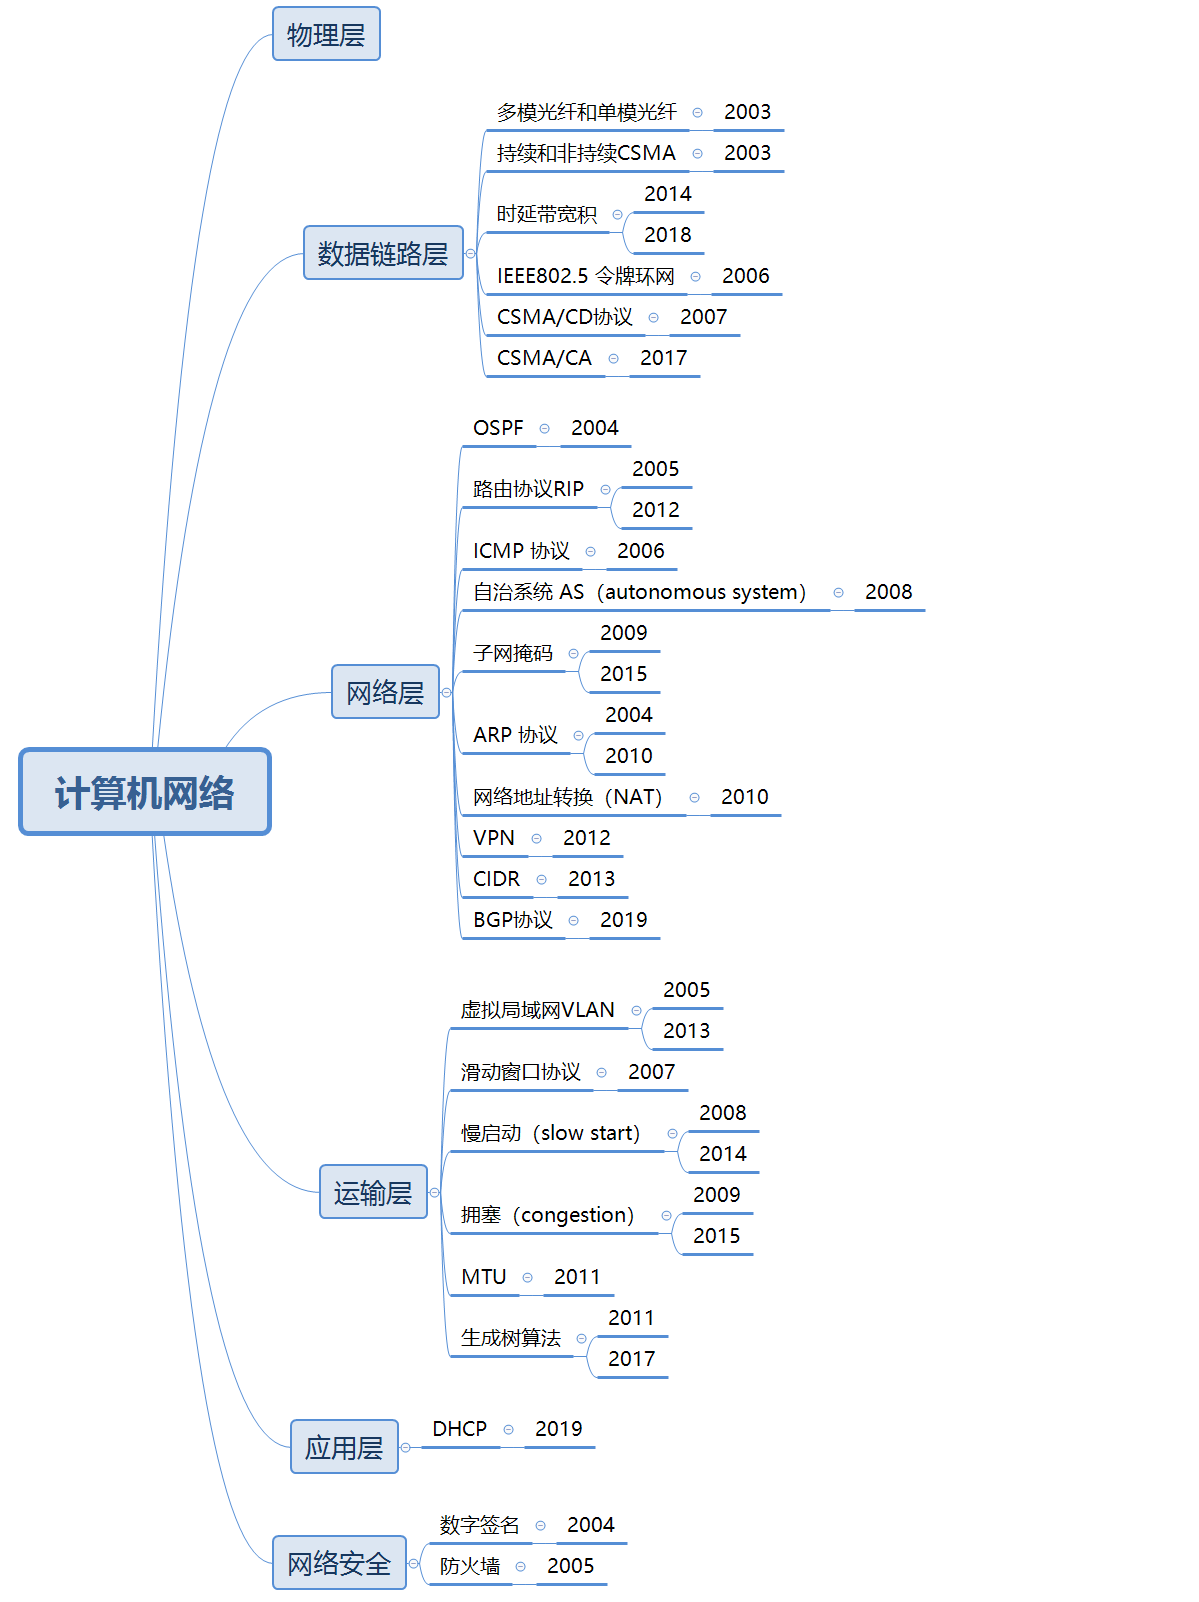 物理层
多模光纤和单模光纤 2003
持续和非持续CSMA 2003
2014
时延带宽积
2018
数据链路层
IEEE802.5 令牌环网 2006
CSMA/CD协议 2007
CSMA/CA 2017
OSPF 2004
2005
路由协议RIP
2012
ICMP 协议 2006
自治系统 AS（autonomous system） 2008
2009
子网掩码
2015
网络层
2004
ARP 协议
2010
计算机网络
网络地址转换（NAT） 2010
VPN 2012
CIDR 2013
BGP协议 2019
2005
虚拟局域网VLAN
2013
滑动窗口协议 2007
2008
慢启动（slow start）
2014
运输层
2009
拥塞（congestion）
2015
MTU 2011
2011
生成树算法
2017
应用层
DHCP 2019
数字签名 2004
网络安全
防火墙 2005